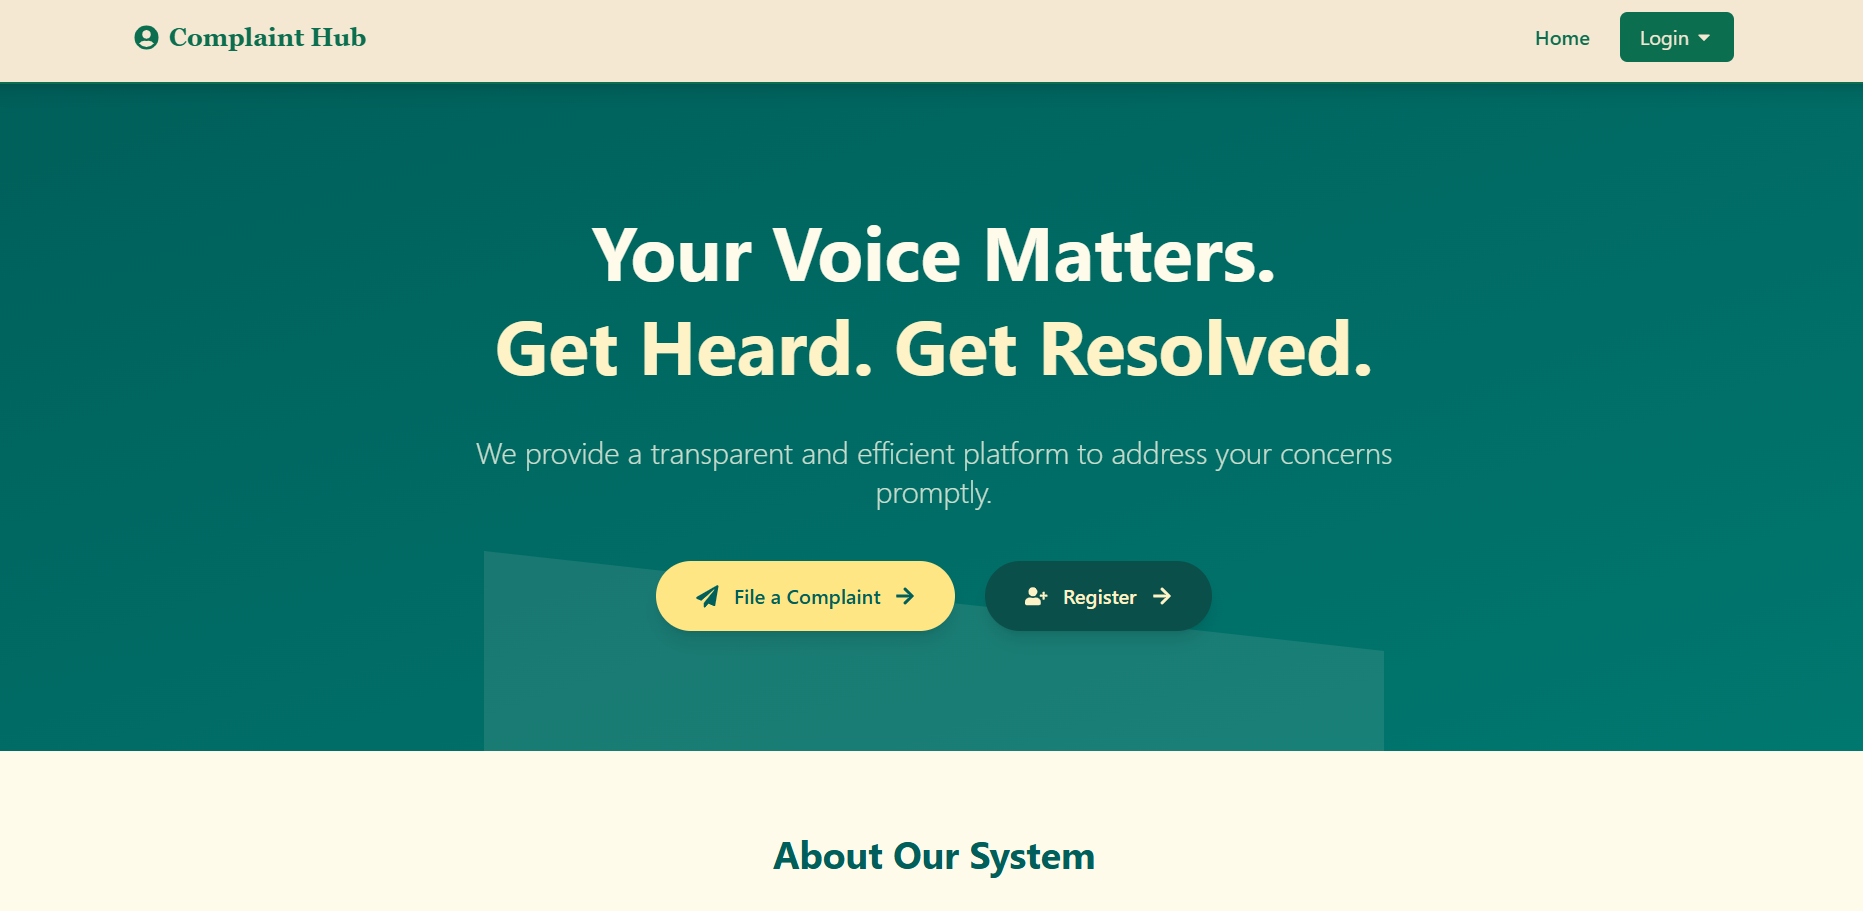 Complaint Hub
Home
Login
Your Voice Matters.
Get Heard. Get Resolved.
We provide a transparent and efficient platform to address your concerns
promptly.
File a Complaint
Register
About Our System